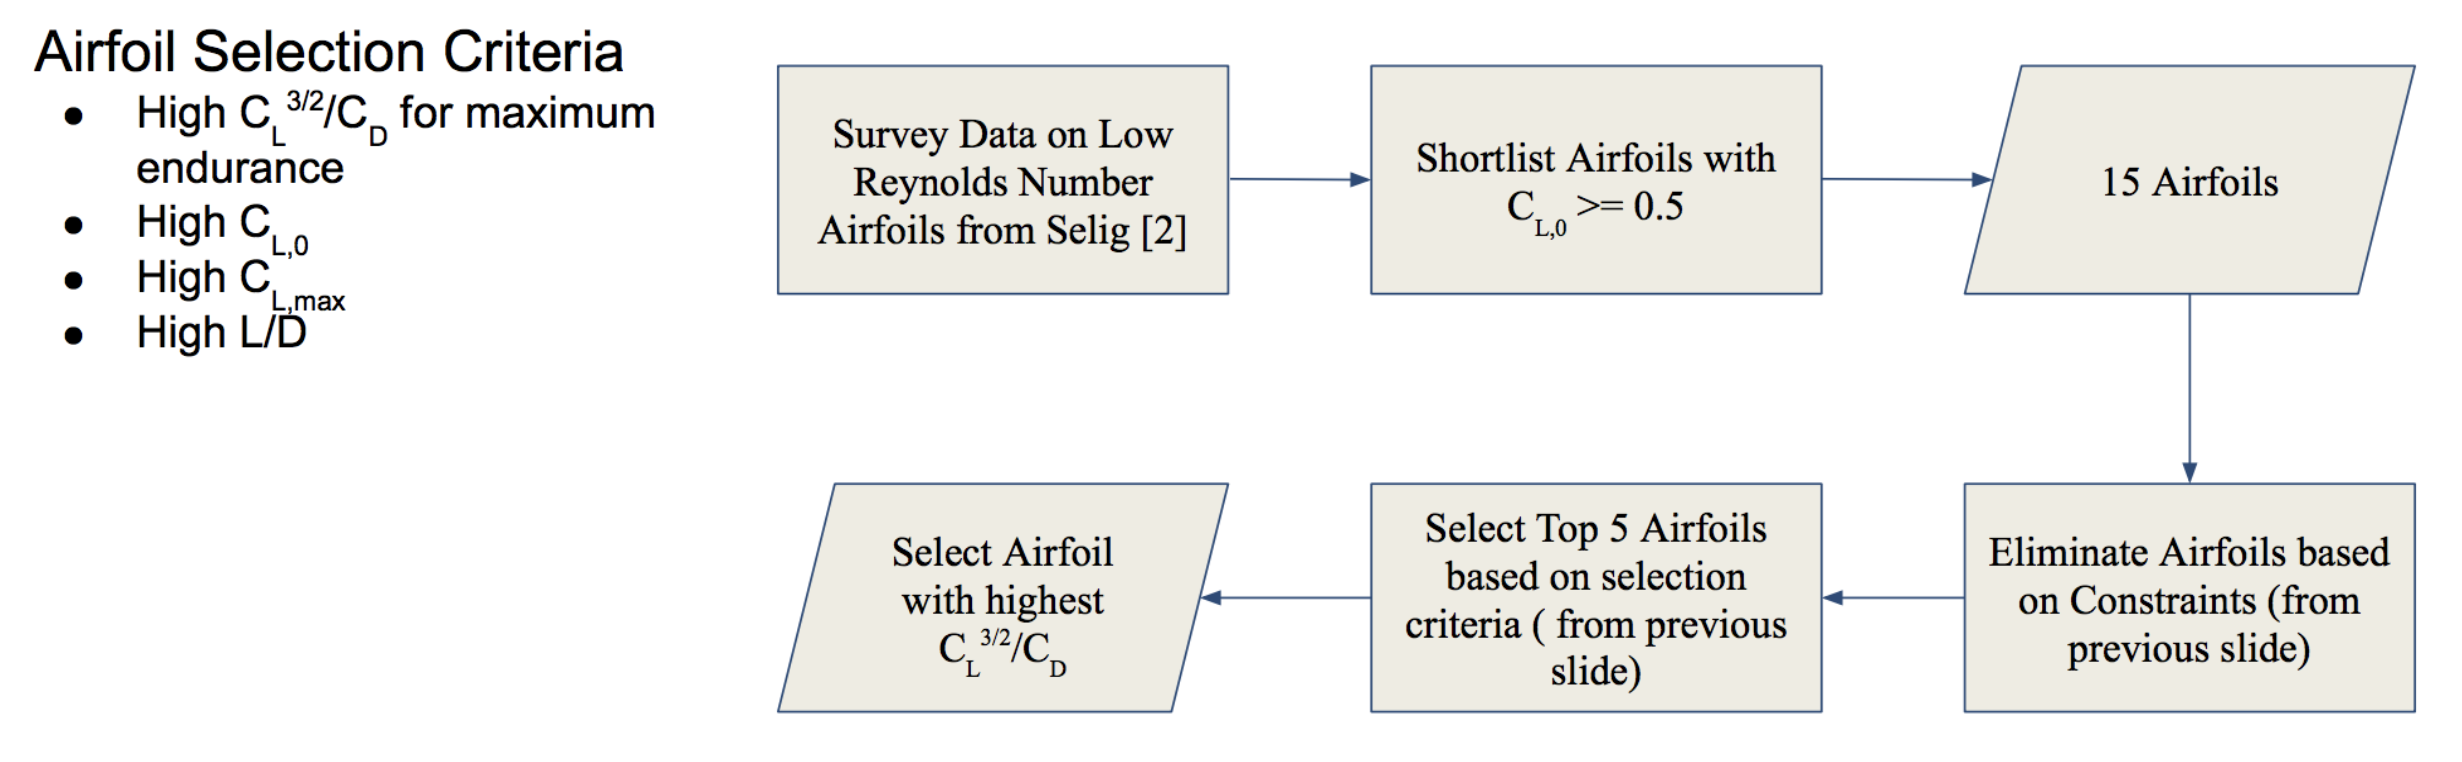 Airfoil Selection Criteria
● High C_L^3/2/C_D for maximum
endurance
● High C_L,0
● High C_L,max
● High L/D
Survey Data on Low
Reynolds Number
Airfoils from Selig [2]
Shortlist Airfoils with
C_L,0 >= 0.5
15 Airfoils
Eliminate Airfoils based
on Constraints (from
previous slide)
Select Top 5 Airfoils
based on selection
criteria ( from previous
slide)
Select Airfoil
with highest
C_L^3/2/C_D